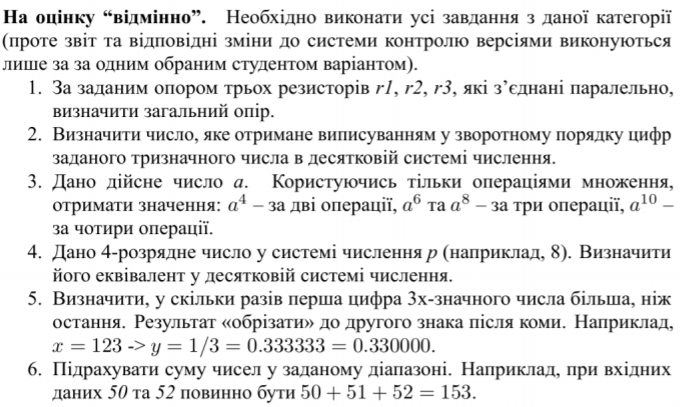 На оцінку “відмінно”. Необхідно виконати усі завдання з даної категорії
(проте звіт та відповідні зміни до системи контролю версіями виконуються
лише за за одним обраним студентом варіантом).
1. За заданим опором трьох резисторів r1, r2, r3, які з’єднані паралельно,
визначити загальний опір.
2. Визначити число, яке отримане виписуванням у зворотному порядку цифр
заданого тризначного числа в десятковій системі числення.
3. Дано дійсне число a. Користуючись тільки операціями множення,
отримати значення: a⁴ – за дві операції, a⁶ та a⁸ – за три операції, a¹⁰ –
за чотири операції.
4. Дано 4-розрядне число у системі числення p (наприклад, 8). Визначити
його еквівалент у десятковій системі числення.
5. Визначити, у скільки разів перша цифра 3х-значного числа більша, ніж
остання. Результат «обрізати» до другого знака після коми. Наприклад,
x = 123 -> y = 1/3 = 0.333333 = 0.330000.
6. Підрахувати суму чисел у заданому діапазоні. Наприклад, при вхідних
даних 50 та 52 повинно бути 50 + 51 + 52 = 153.